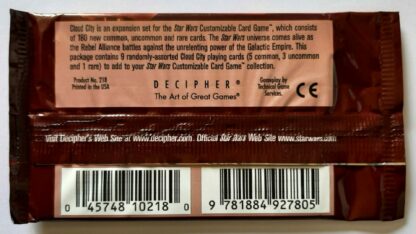 Cloud City is an expansion set for the Star Wars Customizable Card Game™, which consists
of 180 new common, uncommon and rare cards. The Star Wars universe comes alive as
the Rebel Alliance battles against the unrelenting power of the Galactic Empire. This
package contains 9 randomly-assorted Cloud City playing cards (5 common, 3 uncommon
and 1 rare) to add to your Star Wars Customizable Card Game™ collection.
Product No. 218
Printed in the USA
DECIPHER®
The Art of Great Games®
Gameplay by
Technical Game
Services.
CE
Visit Decipher's Web Site at www.decipher.com. Official Star Wars Web Site www.starwars.com.
0 45748 10218 0
9 781884 927805